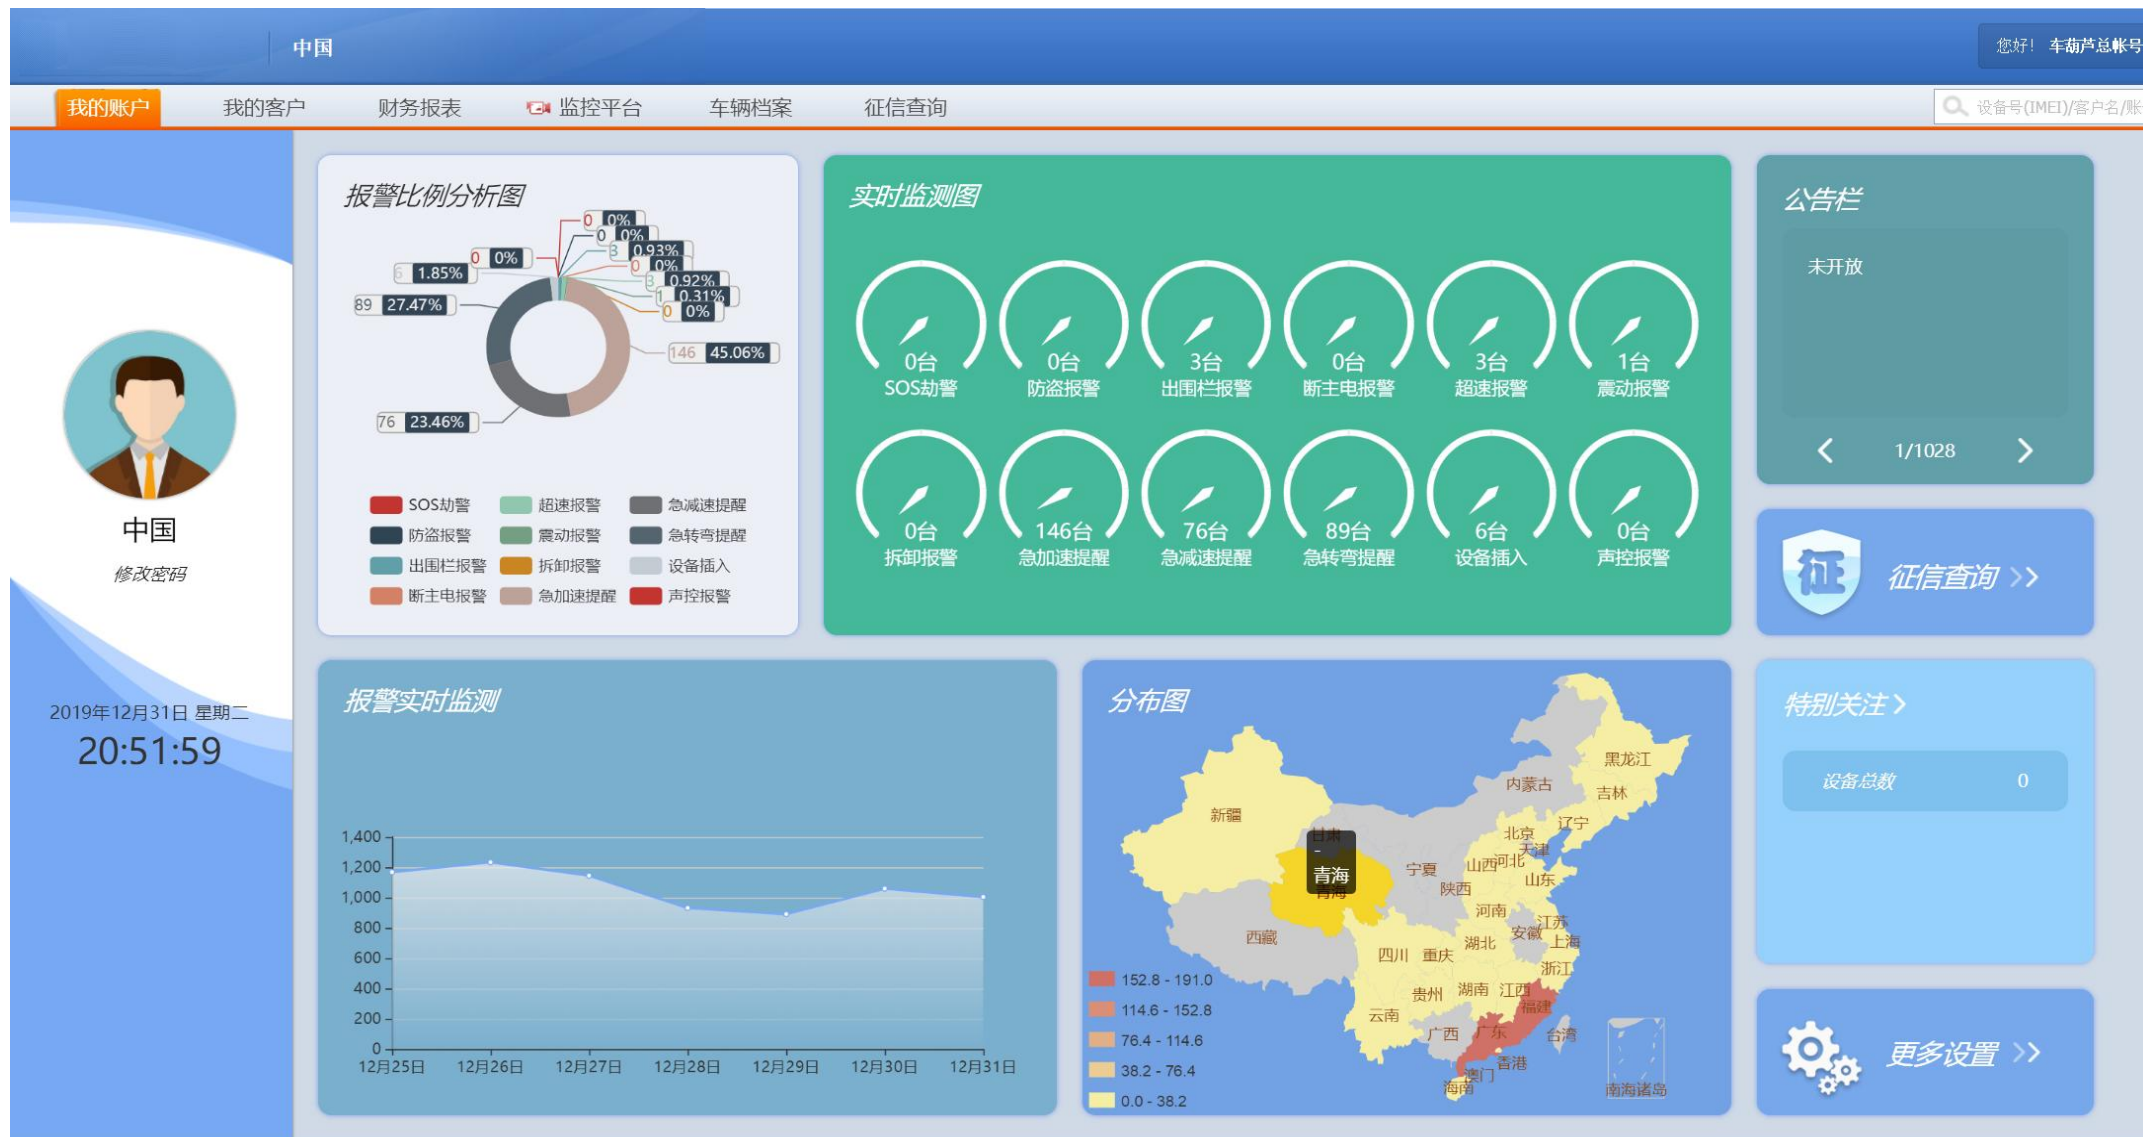 中国
您好! 车葫芦总帐号
我的账户 我的客户 财务报表 监控平台 车辆档案 征信查询
设备号(IMEI)/客户名/账
中国
修改密码
2019年12月31日 星期二
20:51:59
报警比例分析图
0 0%
0 0%
3 0.93%
0 0%
3 0.92%
1 0.31%
0 0%
0 0%
6 1.85%
89 27.47%
146 45.06%
76 23.46%
SOS劫警 超速报警 急减速提醒
防盗报警 震动报警 急转弯提醒
出围栏报警 拆卸报警 设备插入
断主电报警 急加速提醒 声控报警
实时监测图
0台 0台 3台 0台 3台 1台
SOS劫警 防盗报警 出围栏报警 断主电报警 超速报警 震动报警
0台 146台 76台 89台 6台 0台
拆卸报警 急加速提醒 急减速提醒 急转弯提醒 设备插入 声控报警
公告栏
未开放
1/1028
征
征信查询
报警实时监测
1,400
1,200
1,000
800
600
400
200
0
12月25日 12月26日 12月27日 12月28日 12月29日 12月30日 12月31日
分布图
黑龙江
内蒙古
吉林
新疆
辽宁
北京
甘肃
天津
-
青海
青海
宁夏
山西
河北
山东
陕西
河南
江苏
安徽
上海
西藏
湖北
四川
重庆
浙江
贵州
湖南
江西
福建
云南
广西
广东
台湾
香港
澳门
海南
南海诸岛
152.8 - 191.0
114.6 - 152.8
76.4 - 114.6
38.2 - 76.4
0.0 - 38.2
特别关注
设备总数 0
更多设置